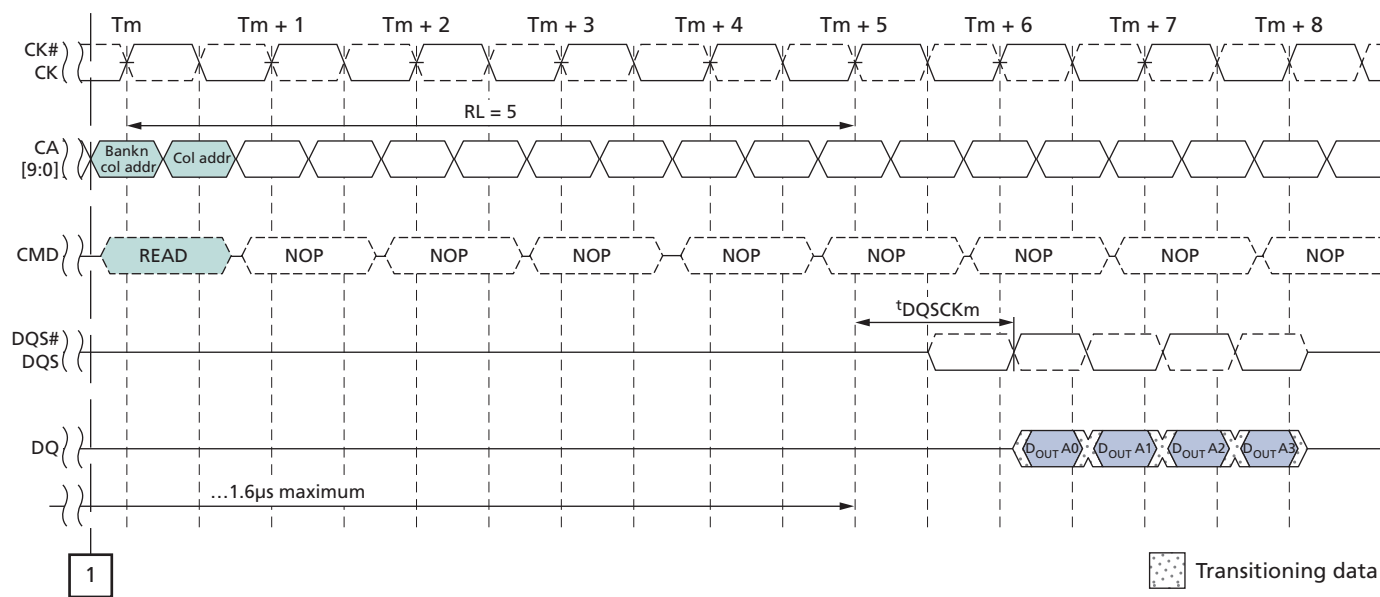 Tm Tm + 1 Tm + 2 Tm + 3 Tm + 4 Tm + 5 Tm + 6 Tm + 7 Tm + 8
CK#
CK
RL = 5
CA
[9:0]
Bankn
col addr
Col addr
CMD
READ NOP NOP NOP NOP NOP NOP NOP NOP
tDQSCKm
DQS#
DQS
DQ
DOUT A0 DOUT A1 DOUT A2 DOUT A3
...1.6µs maximum
1
Transitioning data